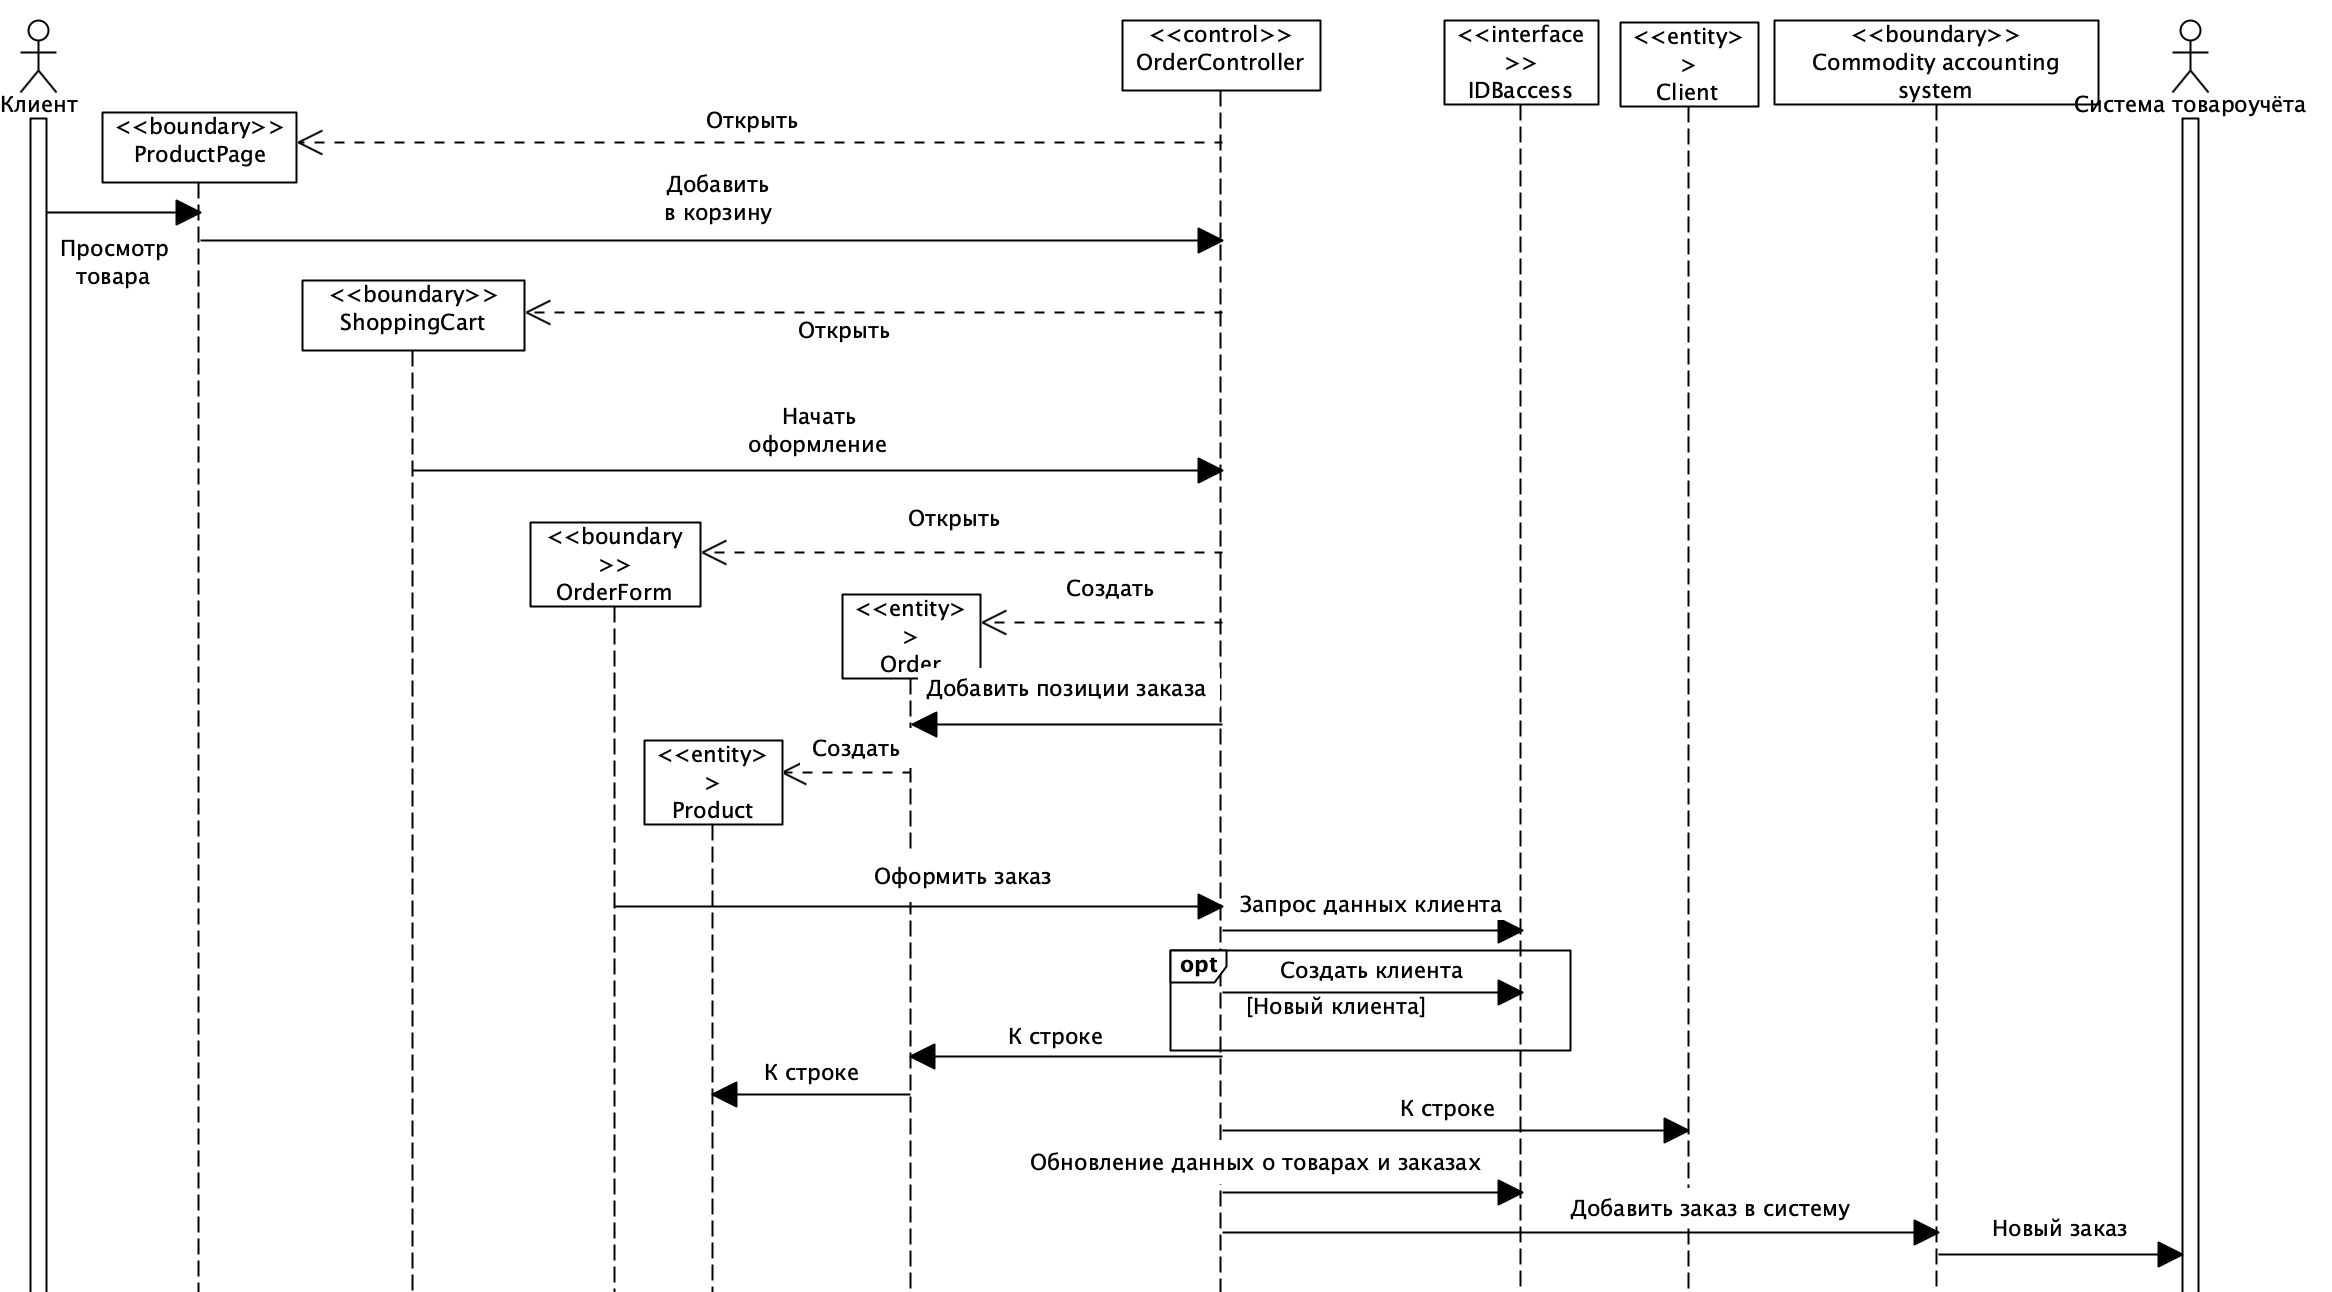 <<control>>
OrderController
<<interface
>>
IDBaccess
<<entity>
>
Client
<<boundary>>
Commodity accounting
system
Клиент
Система товароучёта
<<boundary>>
ProductPage
Открыть
Добавить
в корзину
Просмотр
товара
<<boundary>>
ShoppingCart
Открыть
Начать
оформление
<<boundary
>>
OrderForm
Открыть
Создать
<<entity>
>
Order
Добавить позиции заказа
<<entity>
>
Product
Создать
Оформить заказ
Запрос данных клиента
opt
Создать клиента
[Новый клиента]
К строке
К строке
К строке
Обновление данных о товарах и заказах
Добавить заказ в систему
Новый заказ